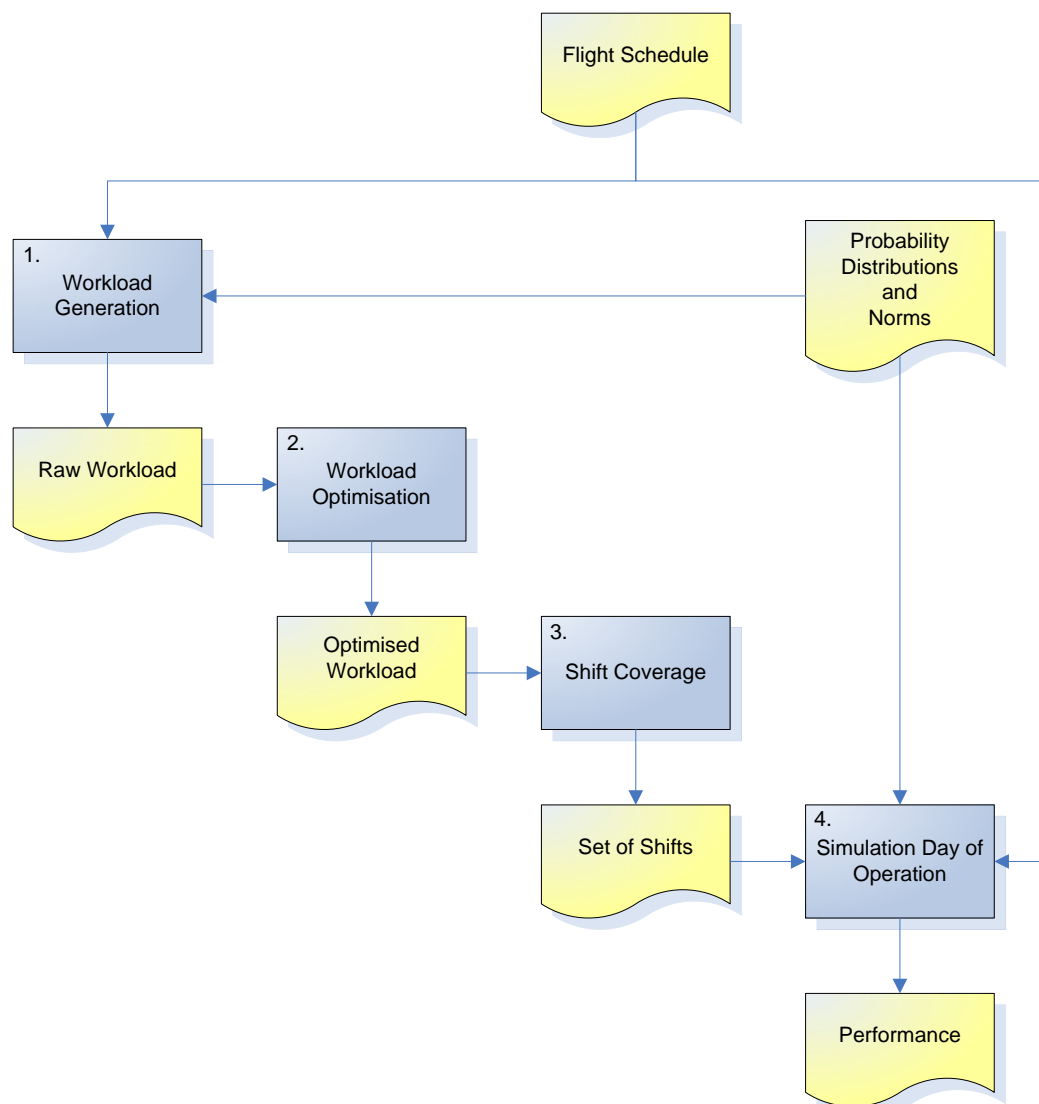 Flight Schedule
Probability
Distributions
and
Norms
1.
Workload
Generation
Raw Workload
2.
Workload
Optimisation
Optimised
Workload
3.
Shift Coverage
Set of Shifts
4.
Simulation Day of
Operation
Performance